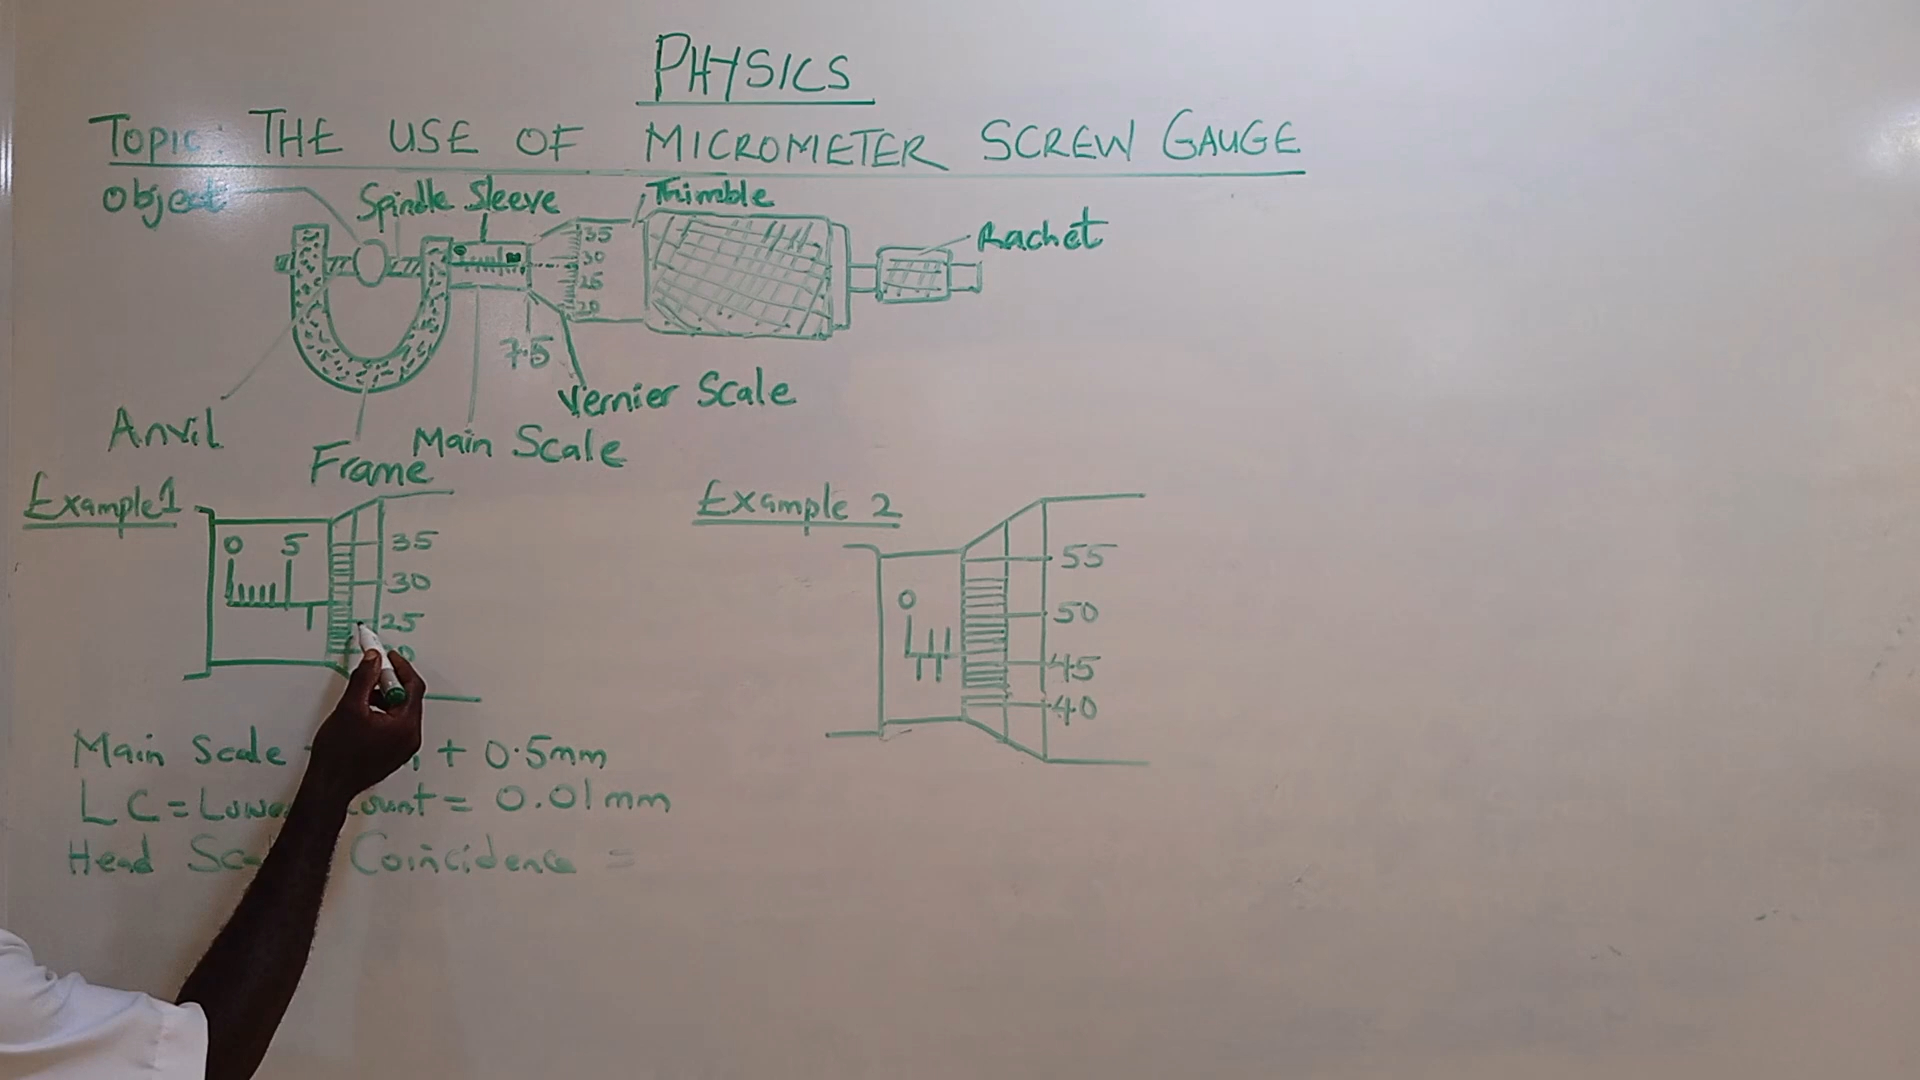 PHYSICS
Topic: THE USE OF MICROMETER SCREW GAUGE
Object Spindle Sleeve Thimble
Rachet
0 35
30
25
20
7.5
Vernier Scale
Anvil Main Scale
Frame
Example 1
0 5 35
30
25
Example 2
0 55
50
45
40
Main Scale + 0.5mm
LC = Count = 0.01mm
Head Coincidence =